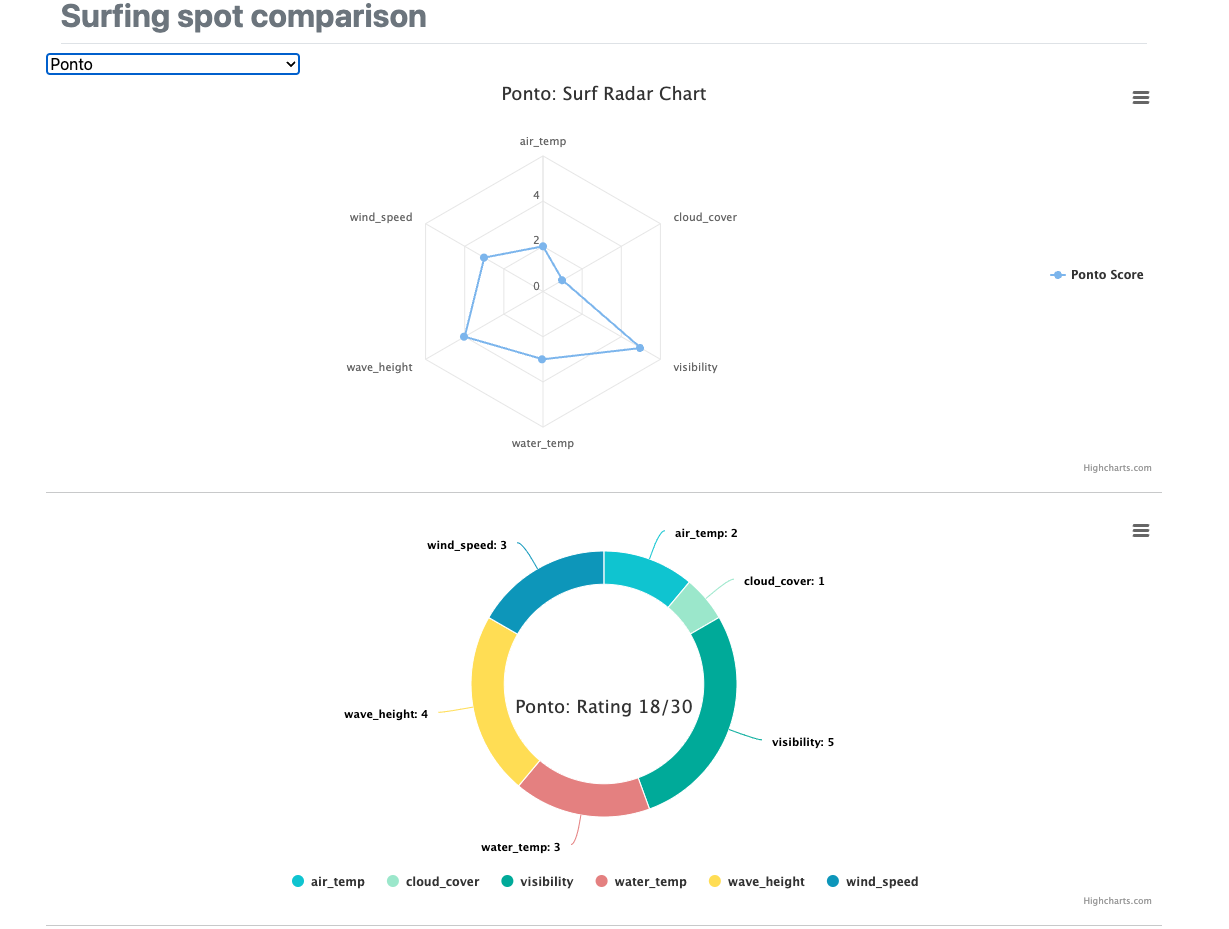 Surfing spot comparison
Ponto
Ponto: Surf Radar Chart
air_temp
4
wind_speed
cloud_cover
2
0
Ponto Score
wave_height
visibility
water_temp
Highcharts.com
air_temp: 2
wind_speed: 3
cloud_cover: 1
Ponto: Rating 18/30
wave_height: 4
visibility: 5
water_temp: 3
air_temp cloud_cover visibility water_temp wave_height wind_speed
Highcharts.com